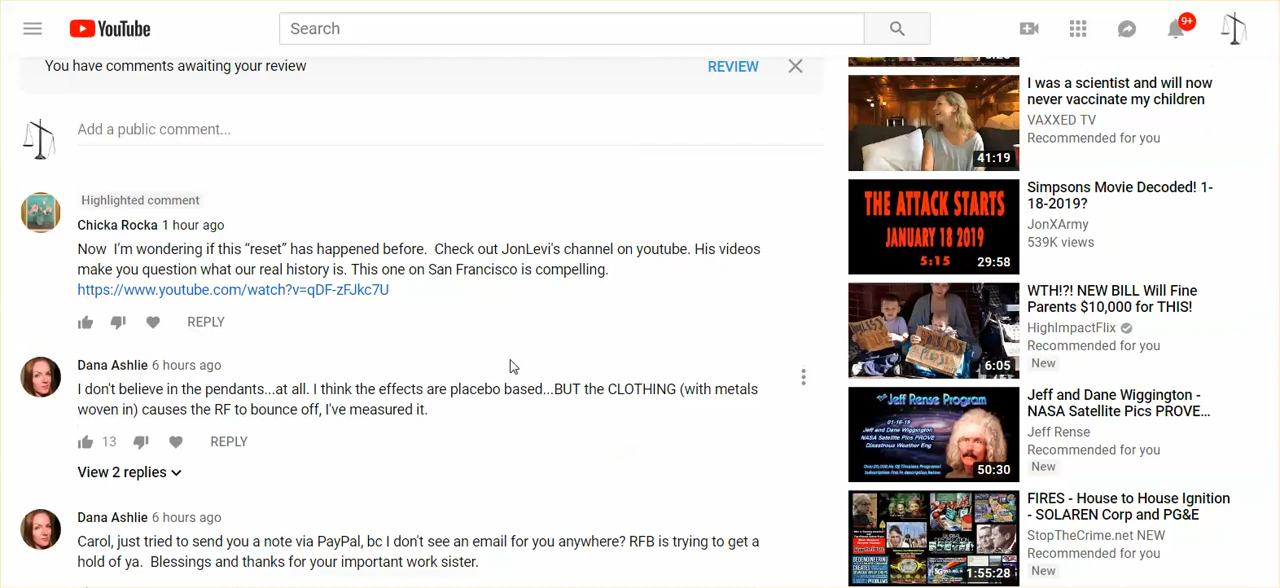 YouTube
Search
9+
You have comments awaiting your review
REVIEW
Add a public comment...
Highlighted comment
Chicka Rocka 1 hour ago
Now I'm wondering if this “reset” has happened before. Check out JonLevi's channel on youtube. His videos
make you question what our real history is. This one on San Francisco is compelling.
https://www.youtube.com/watch?v=qDF-zFJkc7U
REPLY
Dana Ashlie 6 hours ago
I don't believe in the pendants...at all. I think the effects are placebo based...BUT the CLOTHING (with metals
woven in) causes the RF to bounce off, I've measured it.
13
REPLY
View 2 replies
Dana Ashlie 6 hours ago
Carol, just tried to send you a note via PayPal, bc I don't see an email for you anywhere? RFB is trying to get a
hold of ya. Blessings and thanks for your important work sister.
I was a scientist and will now
never vaccinate my children
VAXXED TV
Recommended for you
41:19
THE ATTACK STARTS
JANUARY 18 2019
5:15
29:58
Simpsons Movie Decoded! 1-
18-2019?
JonXArmy
539K views
6:05
WTH!?! NEW BILL Will Fine
Parents $10,000 for THIS!
HighImpactFlix
Recommended for you
New
Jeff Rense Program
01-16-19
Jeff and Dane Wigington
NASA Satellite Pics PROVE
Disastrous Weather Eng
50:30
Jeff and Dane Wiggington -
NASA Satellite Pics PROVE...
Jeff Rense
Recommended for you
New
1:55:28
FIRES - House to House Ignition
- SOLAREN Corp and PG&E
StopTheCrime.net NEW
Recommended for you
New